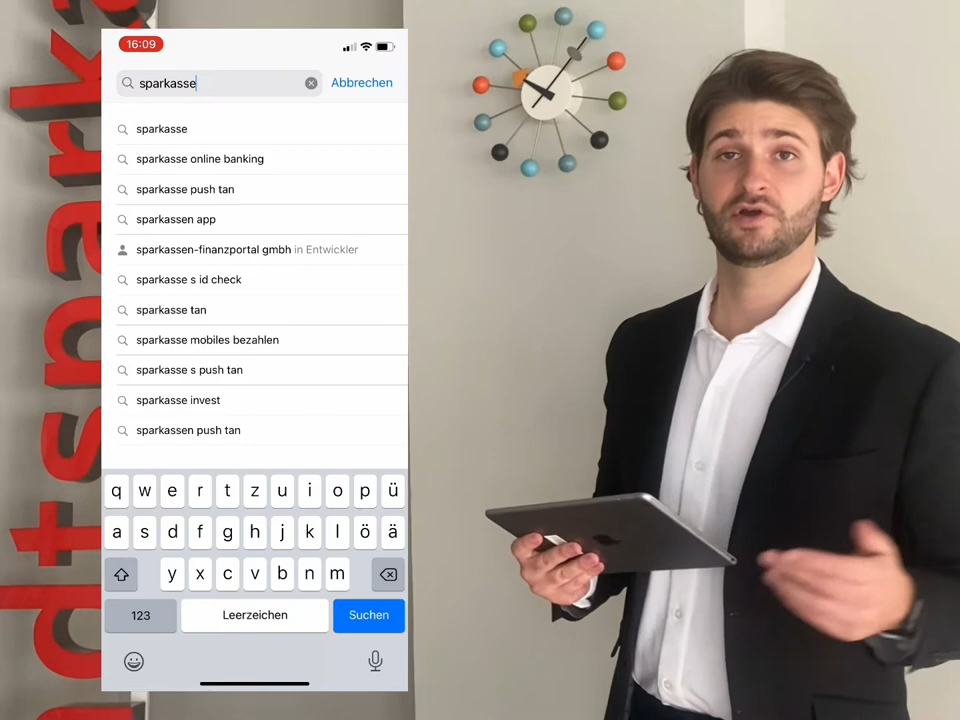 16:09
sparkasse
Abbrechen
sparkasse
sparkasse online banking
sparkasse push tan
sparkassen app
sparkassen-finanzportal gmbh in Entwickler
sparkasse s id check
sparkasse tan
sparkasse mobiles bezahlen
sparkasse s push tan
sparkasse invest
sparkassen push tan
q w e r t z u i o p ü
a s d f g h j k l ö ä
y x c v b n m
123
Leerzeichen
Suchen
dtsparka